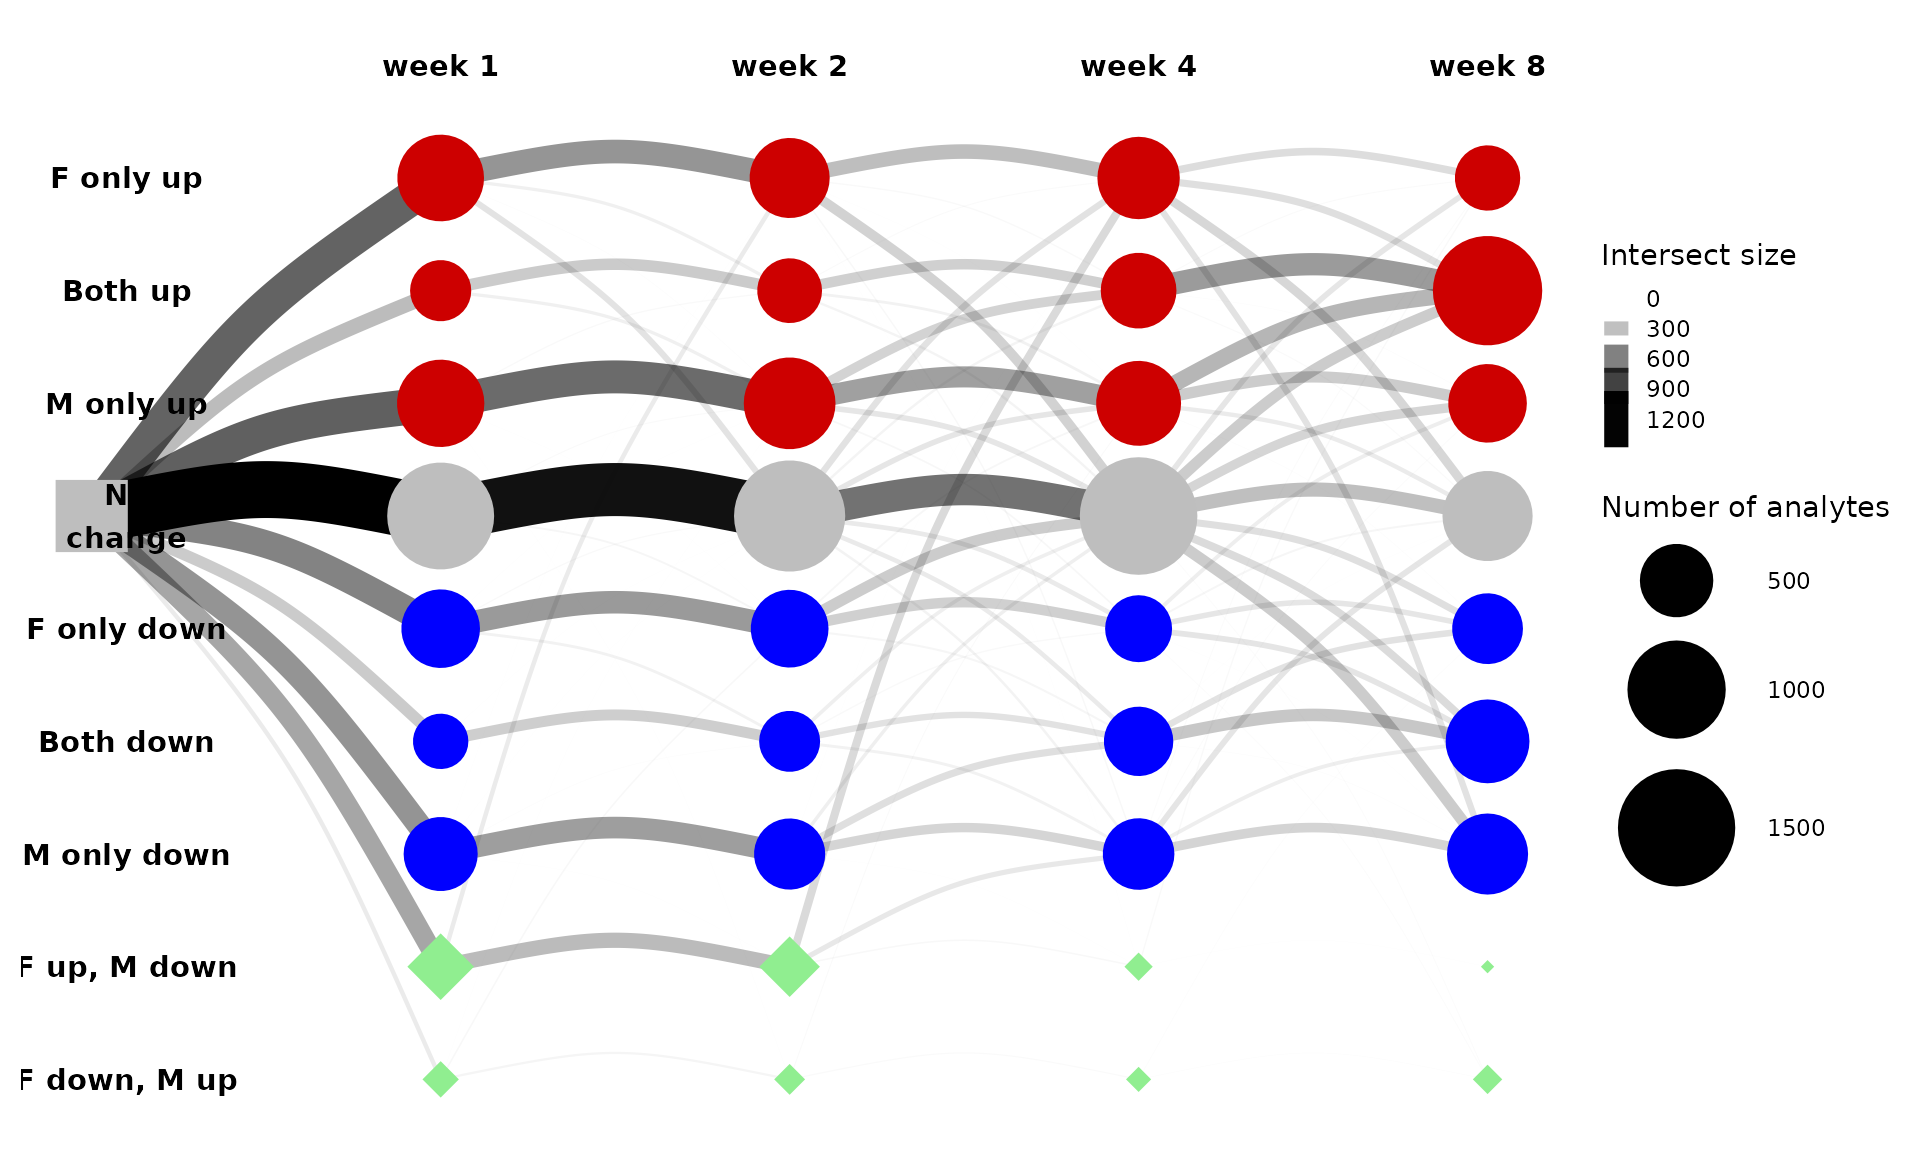 week 1 week 2 week 4 week 8
F only up
Both up
M only up
N
change
F only down
Both down
M only down
F up, M down
F down, M up
Intersect size
0
300
600
900
1200
Number of analytes
500
1000
1500